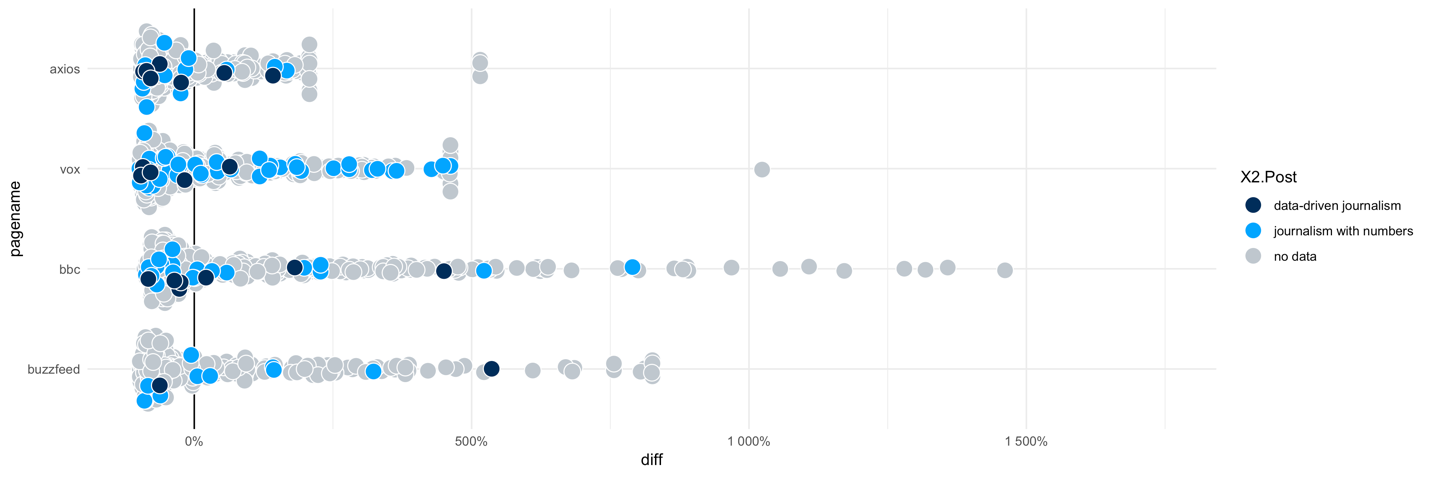 axios
vox
bbc
buzzfeed
pagename
0%
500%
1 000%
1 500%
diff
X2.Post
data-driven journalism
journalism with numbers
no data